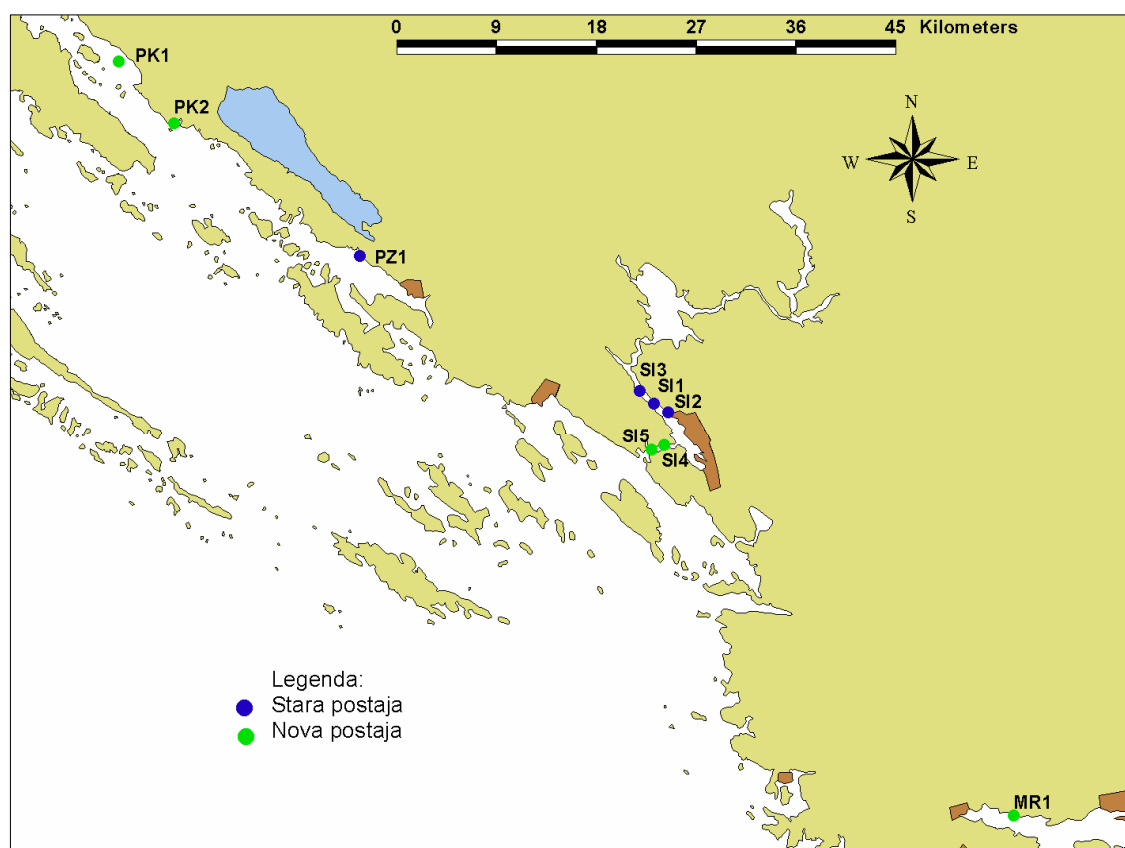 0 9 18 27 36 45 Kilometers
PK1
PK2
N
W E
S
PZ1
SI3
SI1
SI2
SI5
SI4
Legenda:
Stara postaja
Nova postaja
MR1